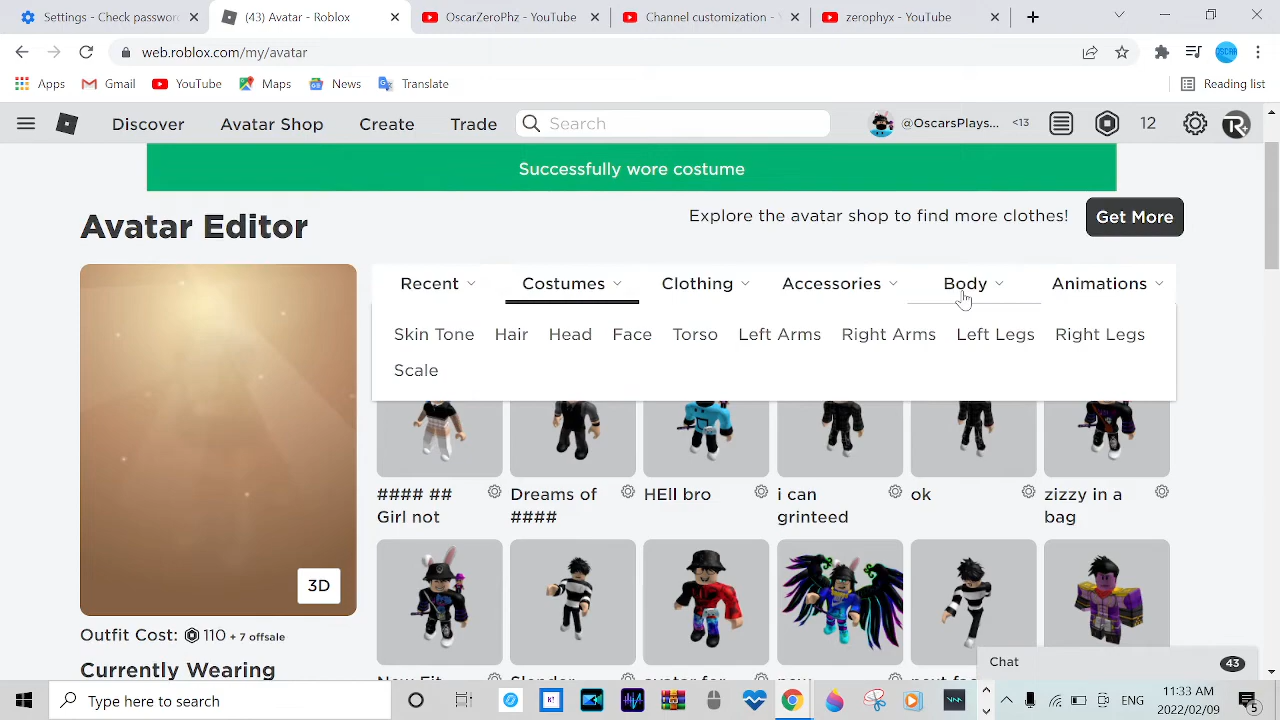 Settings - Checkasswor
(43) Avatar - Roblox
OscarZeroPhz - YouTube
Channel customization - Y
zerophyx - YouTube
web.roblox.com/my/avatar
Apps
Gmail
YouTube
Maps
News
Translate
Reading list
Discover
Avatar Shop
Create
Trade
Search
@OscarsPlays...
<13
12
Successfully wore costume
Avatar Editor
Explore the avatar shop to find more clothes!
Get More
Recent
Costumes
Clothing
Accessories
Body
Animations
Skin Tone
Hair
Head
Face
Torso
Left Arms
Right Arms
Left Legs
Right Legs
Scale
#### ##
Girl not
Dreams of
####
HEll bro
i can
grinteed
ok
zizzy in a
bag
3D
Outfit Cost: 110 + 7 offsale
Currently Wearing
Chat
43
Type here to search
ENG
11:33 AM
2022/02/09
5